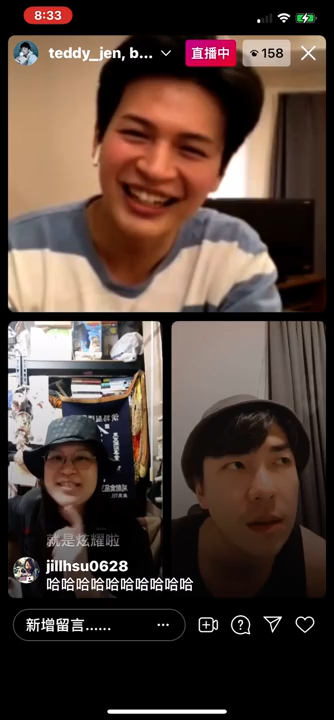 8:33
teddy_jen, b...
直播中
158
就是炫耀啦
jillhsu0628
哈哈哈哈哈哈哈哈哈哈
新增留言......